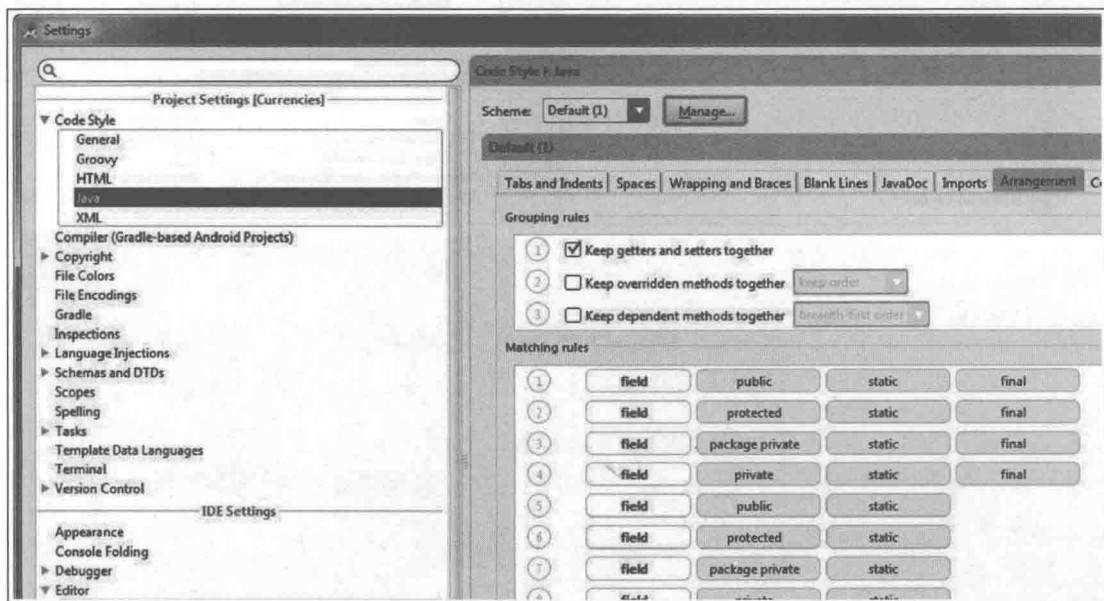 Settings
Project Settings [Currencies]
Code Style
General
Groovy
HTML
Java
XML
Compiler (Gradle-based Android Projects)
Copyright
File Colors
File Encodings
Gradle
Inspections
Language Injections
Schemas and DTDs
Scopes
Spelling
Tasks
Template Data Languages
Terminal
Version Control
IDE Settings
Appearance
Console Folding
Debugger
Editor
Code Style Java
Scheme: Default (1) Manage...
Default (1)
Tabs and Indents Spaces Wrapping and Braces Blank Lines JavaDoc Imports Arrangement
Grouping rules
1 Keep getters and setters together
2 Keep overridden methods together keep order
3 Keep dependent methods together breadth-first order
Matching rules
1 field public static final
2 field protected static final
3 field package private static final
4 field private static final
5 field public static
6 field protected static
7 field package private static
8 field private static